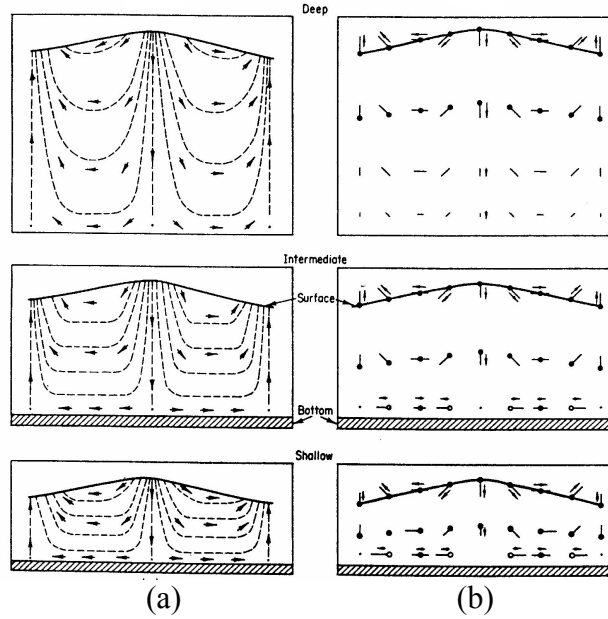 Deep
Intermediate
Surface
Bottom
Shallow
(a) (b)